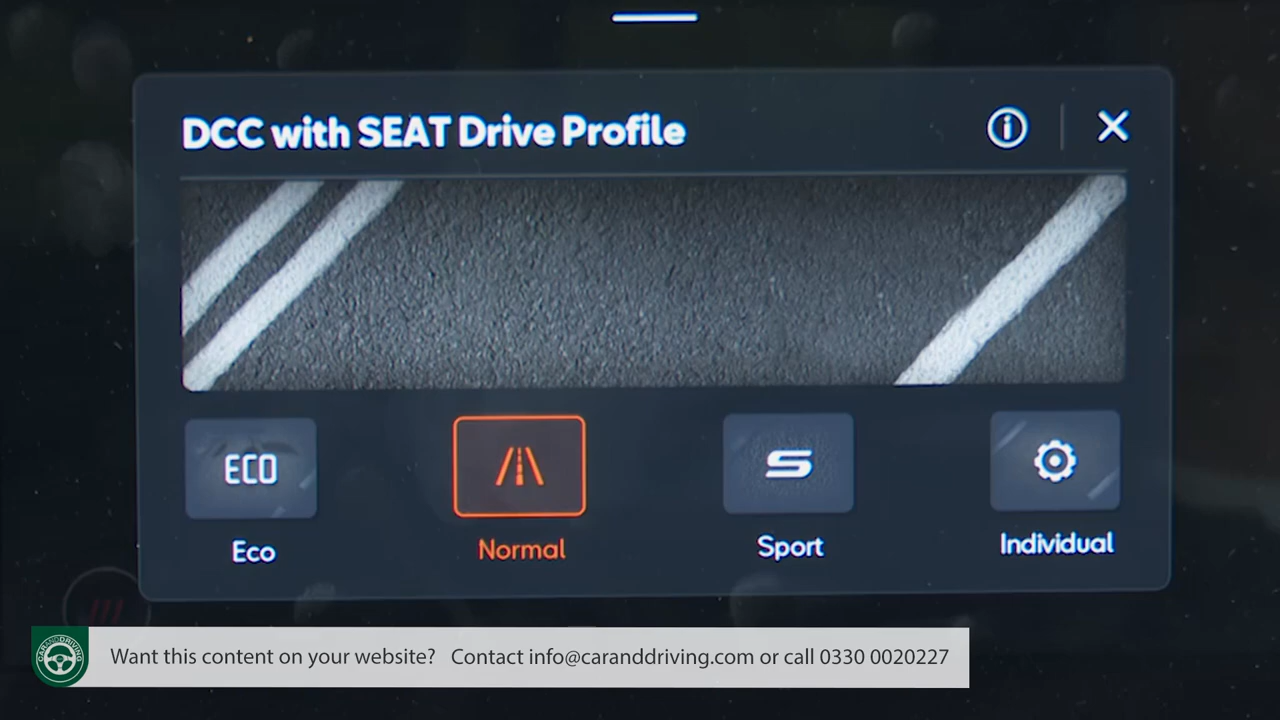 DCC with SEAT Drive Profile
ECO
S
Eco
Normal
Sport
Individual
CARANDDRIVING
Want this content on your website? Contact info@caranddriving.com or call 0330 0020227